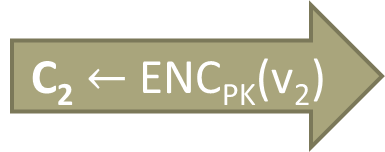 C₂ ← ENC_PK(v₂)